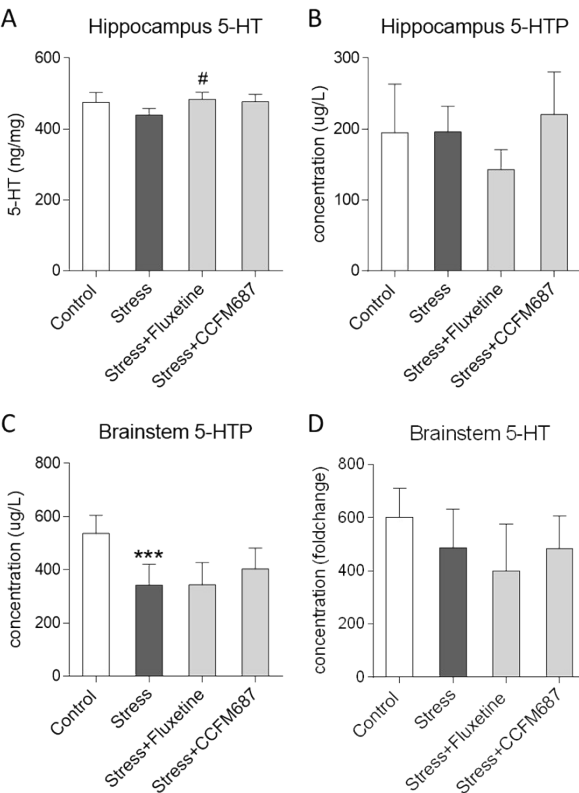 A
Hippocampus 5-HT
5-HT (ng/mg)
600
400
200
0
#
Control
Stress
Stress+Fluxetine
Stress+CCFM687
B
Hippocampus 5-HTP
concentration (ug/L)
300
200
100
0
Control
Stress
Stress+Fluxetine
Stress+CCFM687
C
Brainstem 5-HTP
concentration (ug/L)
800
600
400
200
0
***
Control
Stress
Stress+Fluxetine
Stress+CCFM687
D
Brainstem 5-HT
concentration (foldchange)
800
600
400
200
0
Control
Stress
Stress+Fluxetine
Stress+CCFM687